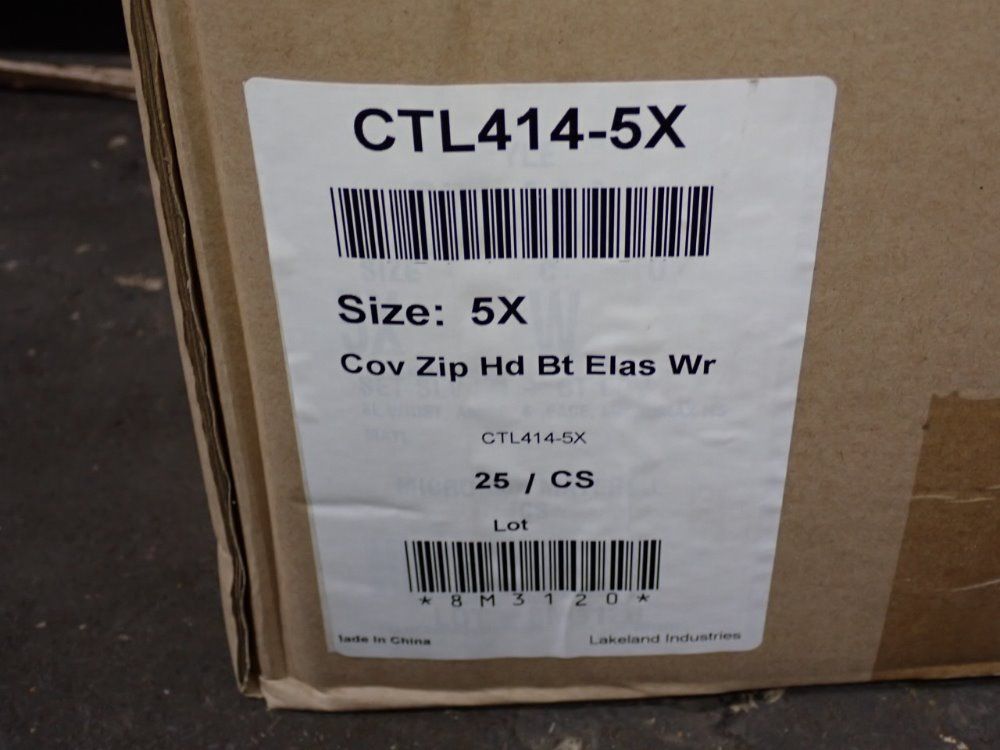 CTL414-5X
Size: 5X
Cov Zip Hd Bt Elas Wr
CTL414-5X
25 / CS
Lot
*8M3120*
lade In China
Lakeland Industries